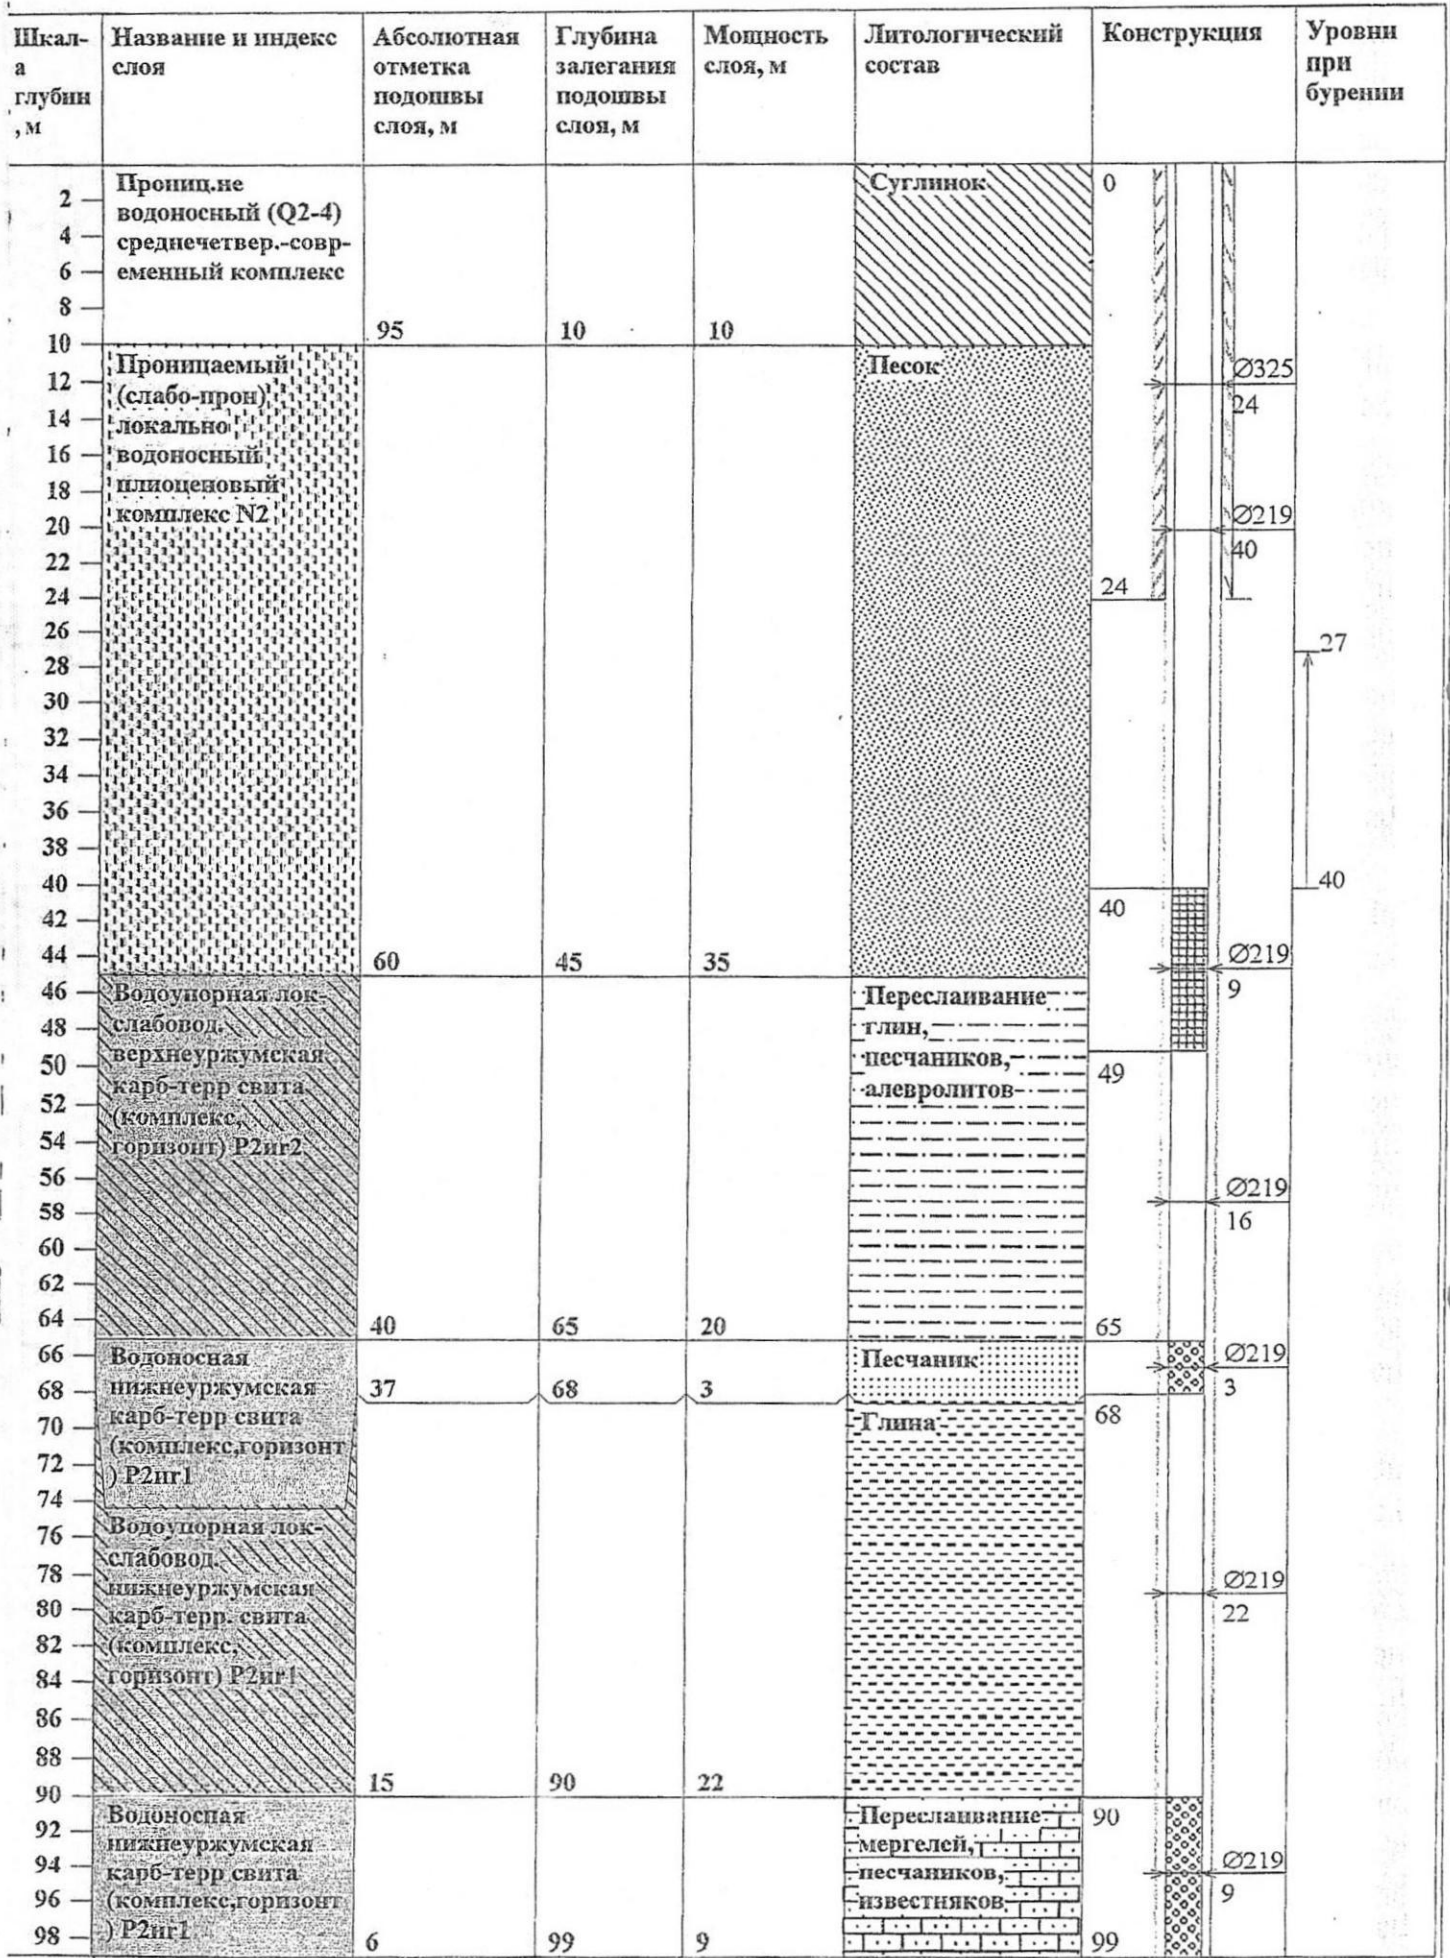 Шкал-
а
глубин
, м
Название и индекс
слоя
Абсолютная
отметка
подошвы
слоя, м
Глубина
залегания
подошвы
слоя, м
Мощность
слоя, м
Литологический
состав
Конструкция
Уровни
при
бурении
2
4
6
8
10
12
14
16
18
20
22
24
26
28
30
32
34
36
38
40
42
44
46
48
50
52
54
56
58
60
62
64
66
68
70
72
74
76
78
80
82
84
86
88
90
92
94
96
98
Прониц.не
водоносный (Q2-4)
среднечетвер.-совр-
еменный комплекс
95
10
10
Суглинок
Проницаемый
(слабо-прон)
локально
водоносный
плиоценовый
комплекс N2
60
45
35
Песок
Водоупорная лок-
слабовод.
верхнеуржумская
карб-терр свита
(комплекс,
горизонт) P2иr2
40
65
20
Переслаивание
глин,
песчаников,
алевролитов
Водоносная
нижнеуржумская
карб-терр свита
(комплекс,горизонт
) P2иr1
37
68
3
Песчаник
Водоупорная лок-
слабовод.
нижнеуржумская
карб-терр. свита
(комплекс,
горизонт) P2иr1
15
90
22
Глина
Водоносная
нижнеуржумская
карб-терр свита
(комплекс,горизонт
) P2иr1
6
99
9
Переслаивание
мергелей,
песчаников,
известняков
0
Ø325
24
Ø219
40
24
40
Ø219
9
49
Ø219
16
65
Ø219
3
68
Ø219
22
90
Ø219
9
99
27
40